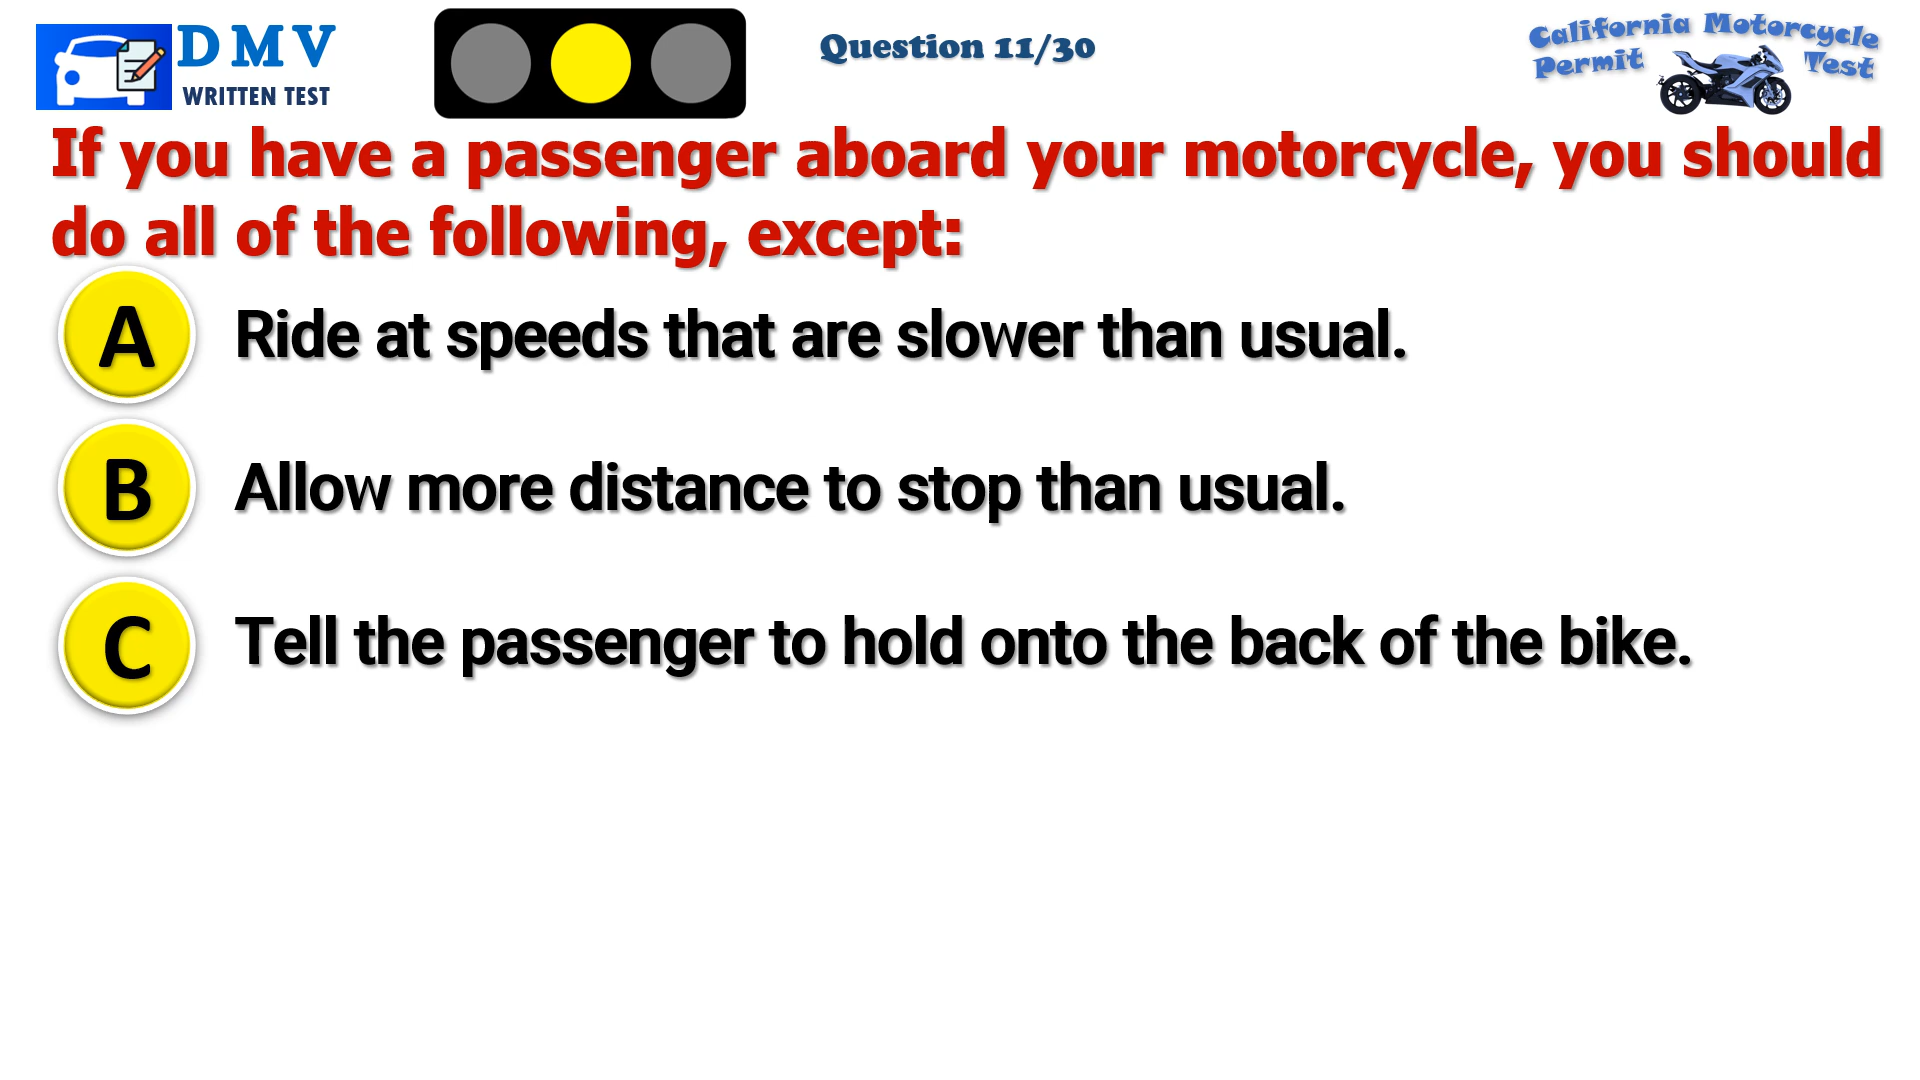 DMV
WRITTEN TEST
Question 11/30
California Motorcycle
Permit Test
If you have a passenger aboard your motorcycle, you should
do all of the following, except:
A Ride at speeds that are slower than usual.
B Allow more distance to stop than usual.
C Tell the passenger to hold onto the back of the bike.